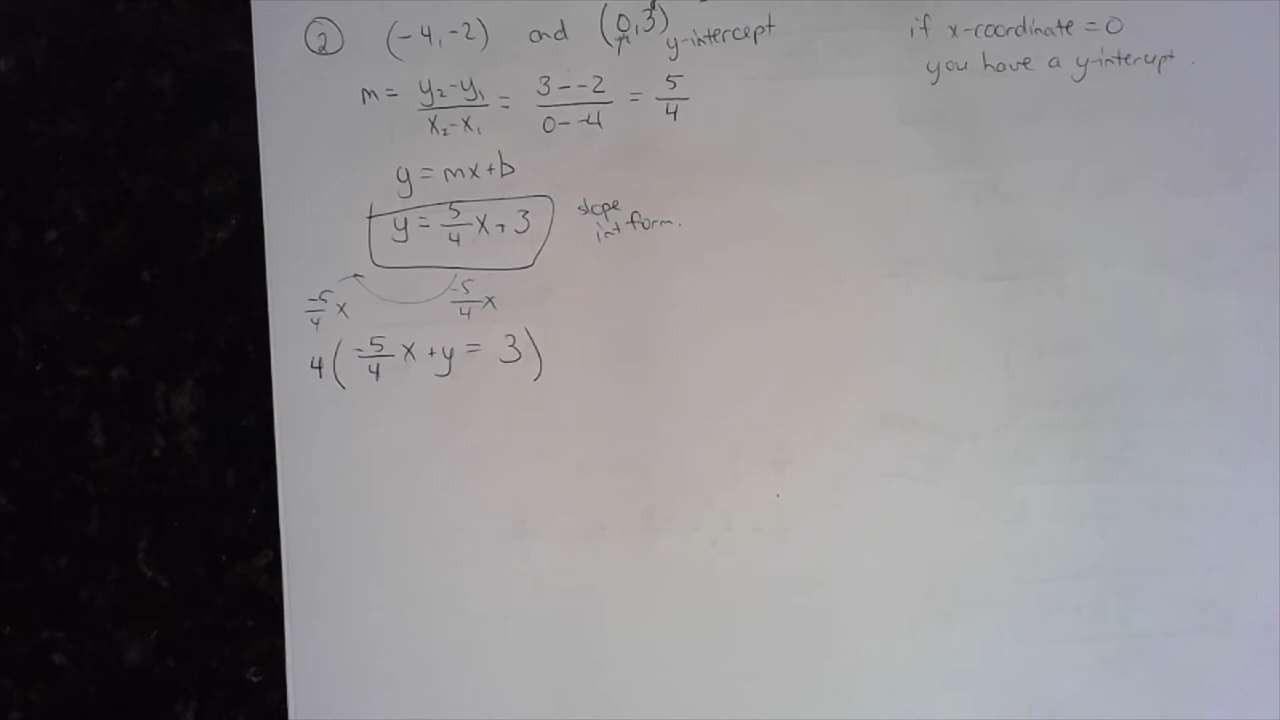 ② (-4,-2) and (0,3) y-intercept
if x-coordinate = 0
you have a y-intercept.
m = y₂-y₁/x₂-x₁ = 3--2/0--4 = 5/4
y = mx+b
y = 5/4 x + 3 slope int form.
-5/4 x -5/4 x
4(-5/4 x + y = 3)